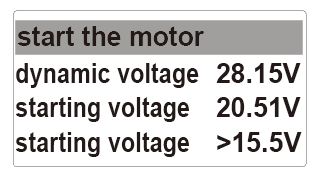 start the motor
dynamic voltage 28.15V
starting voltage 20.51V
starting voltage >15.5V